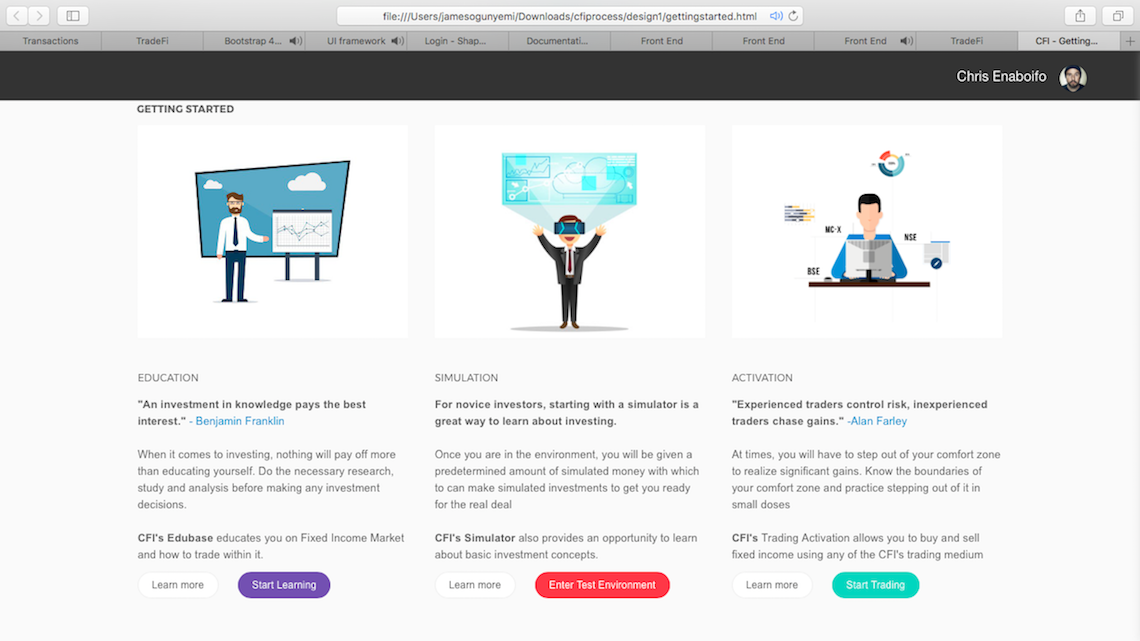 file:///Users/jamesogunyemi/Downloads/cfiprocess/design1/gettingstarted.html
Transactions
TradeFi
Bootstrap 4...
UI framework
Login - Shap...
Documentati...
Front End
Front End
Front End
TradeFi
CFI - Getting...
Chris Enaboifo
GETTING STARTED
MC-X
NSE
BSE
EDUCATION
"An investment in knowledge pays the best
interest." - Benjamin Franklin
When it comes to investing, nothing will pay off more
than educating yourself. Do the necessary research,
study and analysis before making any investment
decisions.
CFI's Edubase educates you on Fixed Income Market
and how to trade within it.
Learn more
Start Learning
SIMULATION
For novice investors, starting with a simulator is a
great way to learn about investing.
Once you are in the environment, you will be given a
predetermined amount of simulated money with which
to can make simulated investments to get you ready
for the real deal
CFI's Simulator also provides an opportunity to learn
about basic investment concepts.
Learn more
Enter Test Environment
ACTIVATION
"Experienced traders control risk, inexperienced
traders chase gains." -Alan Farley
At times, you will have to step out of your comfort zone
to realize significant gains. Know the boundaries of
your comfort zone and practice stepping out of it in
small doses
CFI's Trading Activation allows you to buy and sell
fixed income using any of the CFI's trading medium
Learn more
Start Trading